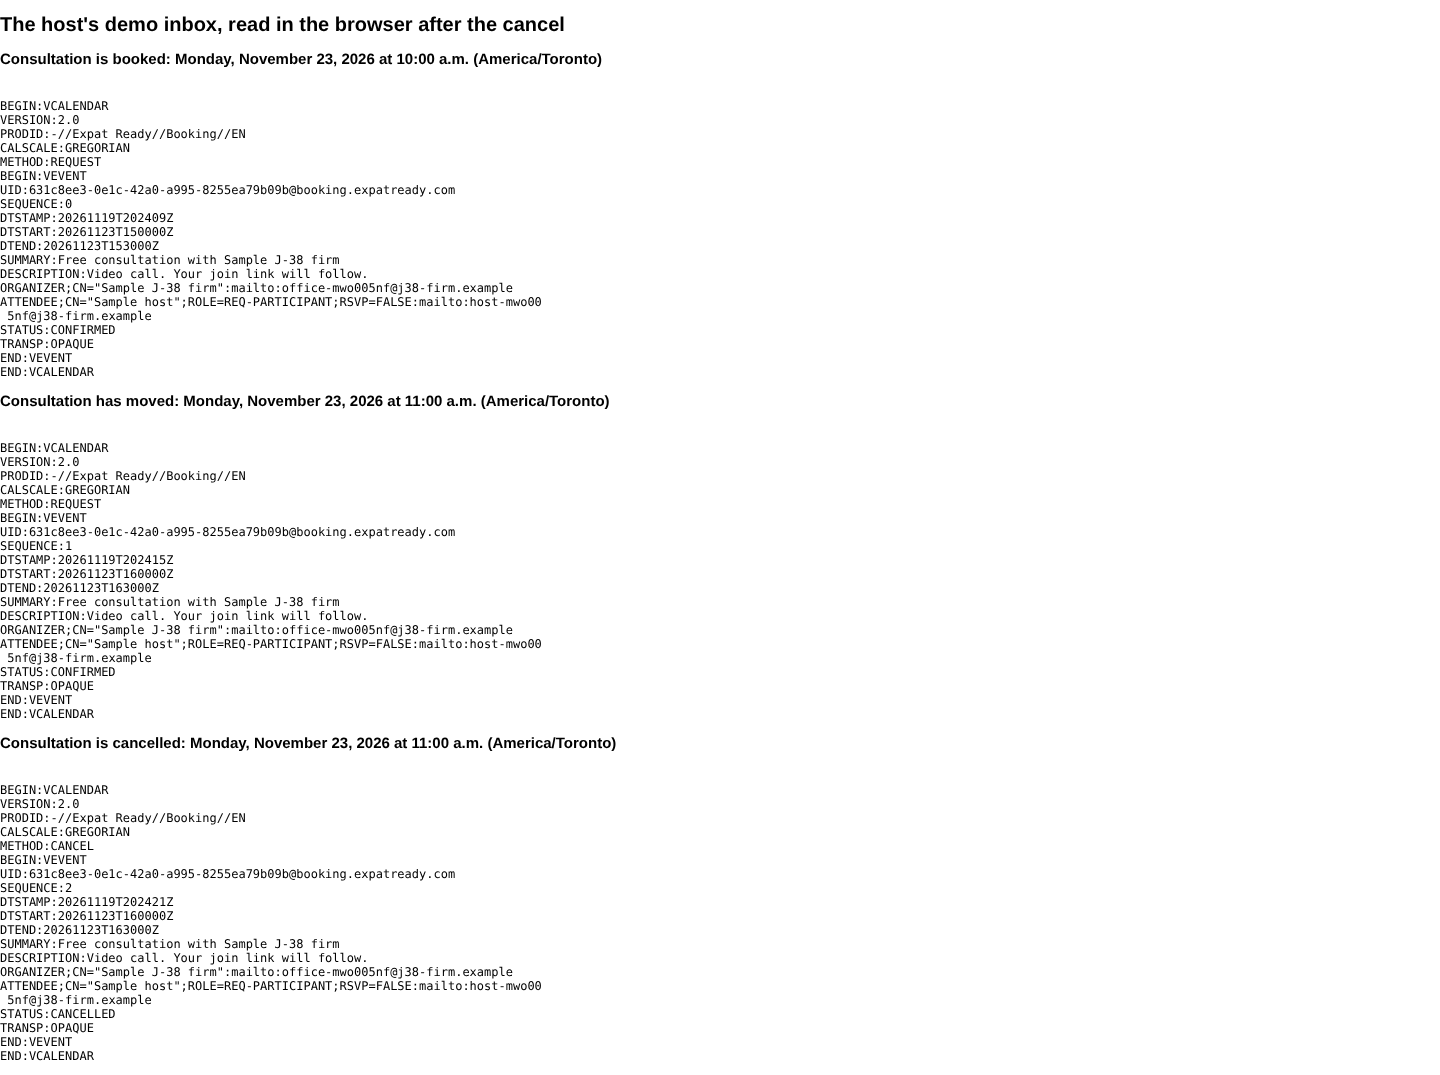 The host's demo inbox, read in the browser after the cancel
Consultation is booked: Monday, November 23, 2026 at 10:00 a.m. (America/Toronto)
BEGIN:VCALENDAR
VERSION:2.0
PRODID:-//Expat Ready//Booking//EN
CALSCALE:GREGORIAN
METHOD:REQUEST
BEGIN:VEVENT
UID:631c8ee3-0e1c-42a0-a995-8255ea79b09b@booking.expatready.com
SEQUENCE:0
DTSTAMP:20261119T202409Z
DTSTART:20261123T150000Z
DTEND:20261123T153000Z
SUMMARY:Free consultation with Sample J-38 firm
DESCRIPTION:Video call. Your join link will follow.
ORGANIZER;CN="Sample J-38 firm":mailto:office-mwo005nf@j38-firm.example
ATTENDEE;CN="Sample host";ROLE=REQ-PARTICIPANT;RSVP=FALSE:mailto:host-mwo00
 5nf@j38-firm.example
STATUS:CONFIRMED
TRANSP:OPAQUE
END:VEVENT
END:VCALENDAR
Consultation has moved: Monday, November 23, 2026 at 11:00 a.m. (America/Toronto)
BEGIN:VCALENDAR
VERSION:2.0
PRODID:-//Expat Ready//Booking//EN
CALSCALE:GREGORIAN
METHOD:REQUEST
BEGIN:VEVENT
UID:631c8ee3-0e1c-42a0-a995-8255ea79b09b@booking.expatready.com
SEQUENCE:1
DTSTAMP:20261119T202415Z
DTSTART:20261123T160000Z
DTEND:20261123T163000Z
SUMMARY:Free consultation with Sample J-38 firm
DESCRIPTION:Video call. Your join link will follow.
ORGANIZER;CN="Sample J-38 firm":mailto:office-mwo005nf@j38-firm.example
ATTENDEE;CN="Sample host";ROLE=REQ-PARTICIPANT;RSVP=FALSE:mailto:host-mwo00
 5nf@j38-firm.example
STATUS:CONFIRMED
TRANSP:OPAQUE
END:VEVENT
END:VCALENDAR
Consultation is cancelled: Monday, November 23, 2026 at 11:00 a.m. (America/Toronto)
BEGIN:VCALENDAR
VERSION:2.0
PRODID:-//Expat Ready//Booking//EN
CALSCALE:GREGORIAN
METHOD:CANCEL
BEGIN:VEVENT
UID:631c8ee3-0e1c-42a0-a995-8255ea79b09b@booking.expatready.com
SEQUENCE:2
DTSTAMP:20261119T202421Z
DTSTART:20261123T160000Z
DTEND:20261123T163000Z
SUMMARY:Free consultation with Sample J-38 firm
DESCRIPTION:Video call. Your join link will follow.
ORGANIZER;CN="Sample J-38 firm":mailto:office-mwo005nf@j38-firm.example
ATTENDEE;CN="Sample host";ROLE=REQ-PARTICIPANT;RSVP=FALSE:mailto:host-mwo00
 5nf@j38-firm.example
STATUS:CANCELLED
TRANSP:OPAQUE
END:VEVENT
END:VCALENDAR